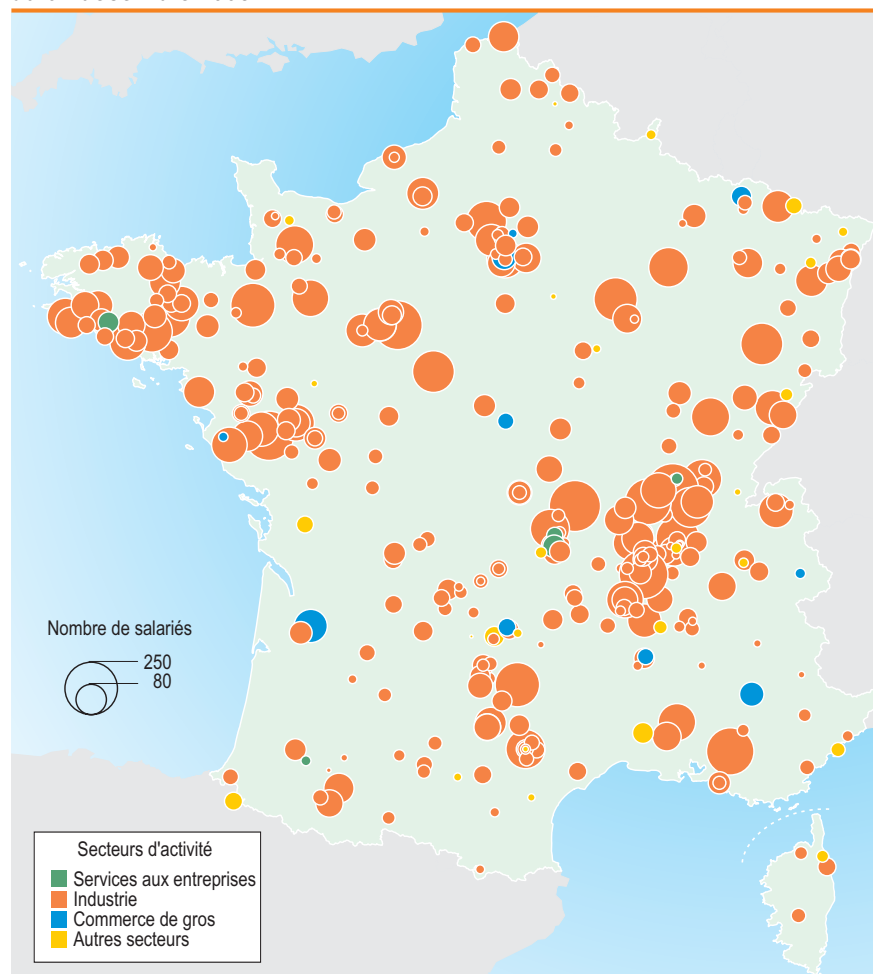 Nombre de salariés
250
80
Secteurs d'activité
Services aux entreprises
Industrie
Commerce de gros
Autres secteurs